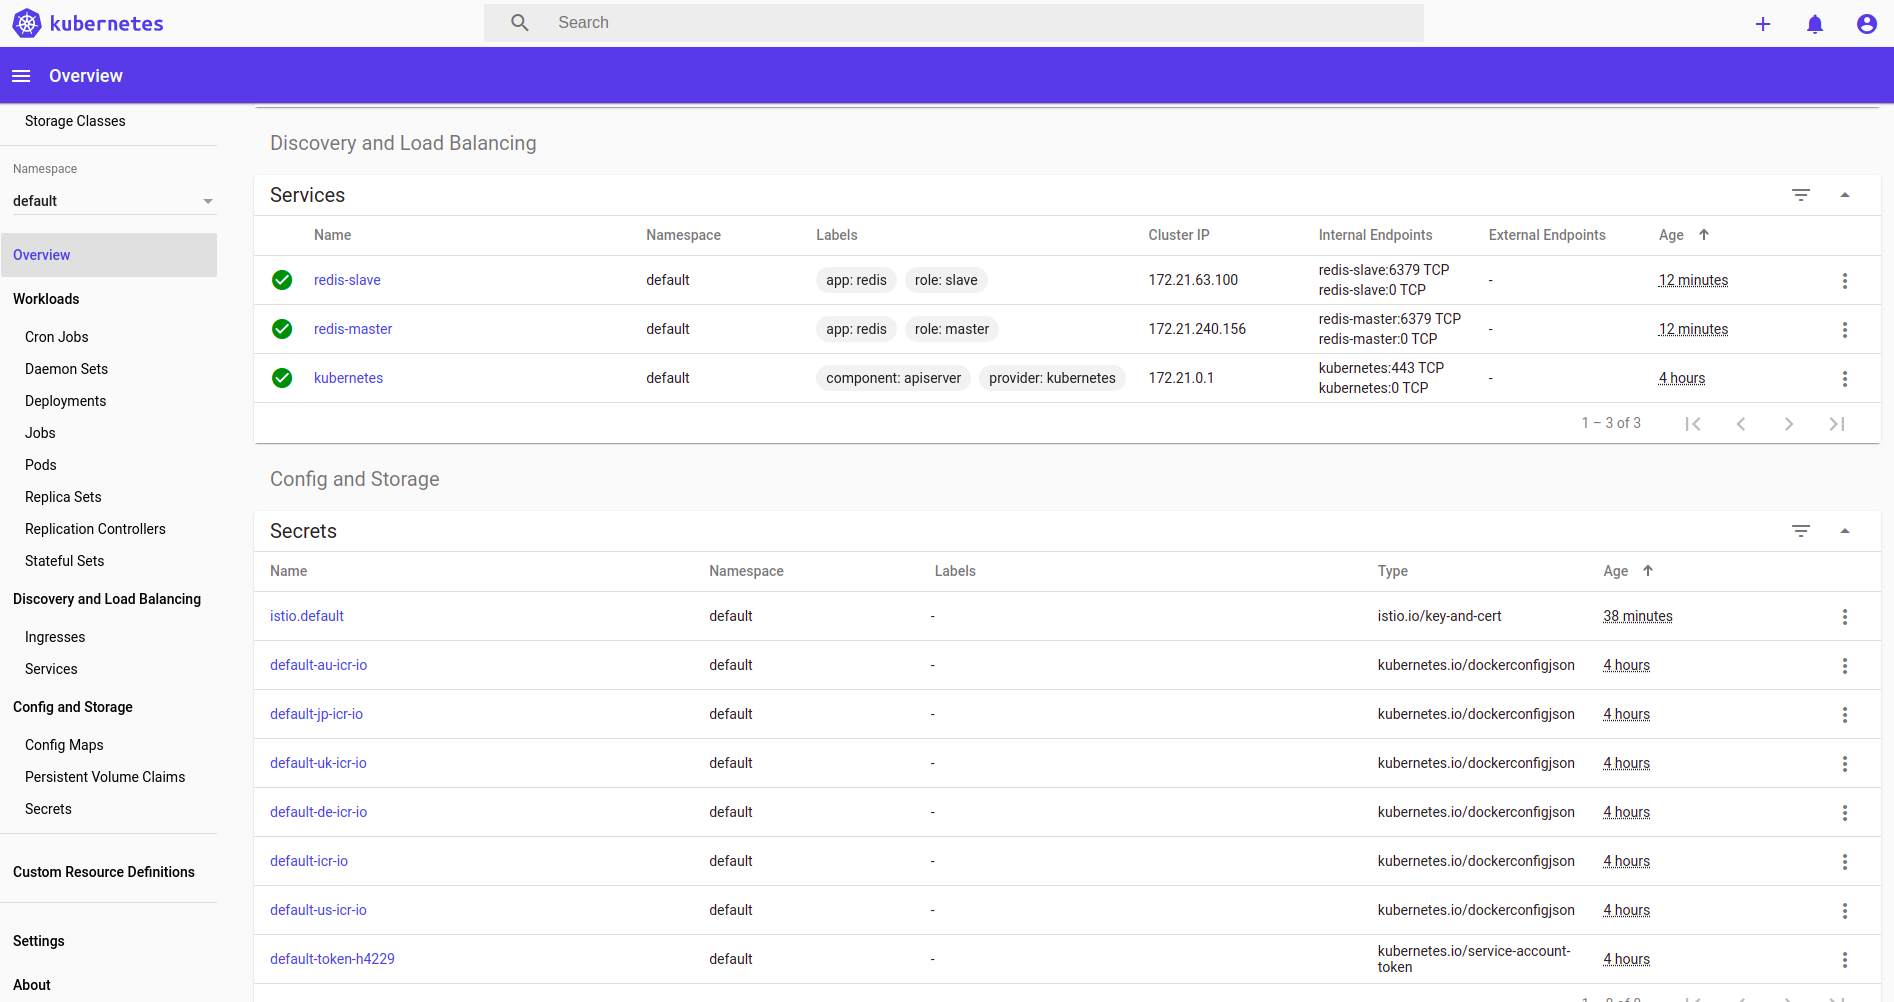 kubernetes
Search
Overview
Storage Classes
Namespace
default
Overview
Workloads
Cron Jobs
Daemon Sets
Deployments
Jobs
Pods
Replica Sets
Replication Controllers
Stateful Sets
Discovery and Load Balancing
Ingresses
Services
Config and Storage
Config Maps
Persistent Volume Claims
Secrets
Custom Resource Definitions
Settings
About
Discovery and Load Balancing
Services
Name Namespace Labels Cluster IP Internal Endpoints External Endpoints Age
redis-slave default app: redis role: slave 172.21.63.100 redis-slave:6379 TCP - 12 minutes
redis-slave:0 TCP
redis-master default app: redis role: master 172.21.240.156 redis-master:6379 TCP - 12 minutes
redis-master:0 TCP
kubernetes default component: apiserver provider: kubernetes 172.21.0.1 kubernetes:443 TCP - 4 hours
kubernetes:0 TCP
1 – 3 of 3
Config and Storage
Secrets
Name Namespace Labels Type Age
istio.default default - istio.io/key-and-cert 38 minutes
default-au-icr-io default - kubernetes.io/dockerconfigjson 4 hours
default-jp-icr-io default - kubernetes.io/dockerconfigjson 4 hours
default-uk-icr-io default - kubernetes.io/dockerconfigjson 4 hours
default-de-icr-io default - kubernetes.io/dockerconfigjson 4 hours
default-icr-io default - kubernetes.io/dockerconfigjson 4 hours
default-us-icr-io default - kubernetes.io/dockerconfigjson 4 hours
default-token-h4229 default - kubernetes.io/service-account- 4 hours
token